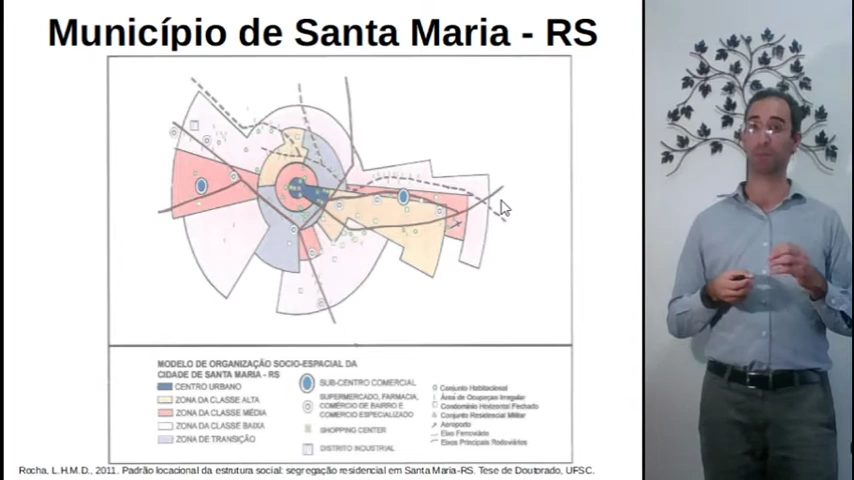 Município de Santa Maria - RS
MODELO DE ORGANIZAÇÃO SOCIO-ESPACIAL DA
CIDADE DE SANTA MARIA - RS
CENTRO URBANO
ZONA DA CLASSE ALTA
ZONA DA CLASSE MÉDIA
ZONA DA CLASSE BAIXA
ZONA DE TRANSIÇÃO
SUB-CENTRO COMERCIAL
SUPERMERCADO, FARMACIA,
COMÉRCIO DE BAIRRO E
COMERCIO ESPECIALIZADO
SHOPPING CENTER
DISTRITO INDUSTRIAL
Conjunto Habitacional
Área de Ocupação Irregular
Condomínio Horizontal Fechado
Conjunto Residencial Militar
Aeroporto
Eixo Ferroviário
Eixos Principais Rodoviários
Rocha, L.H.M.D., 2011. Padrão locacional da estrutura social: segregação residencial em Santa Maria-RS. Tese de Doutorado, UFSC.